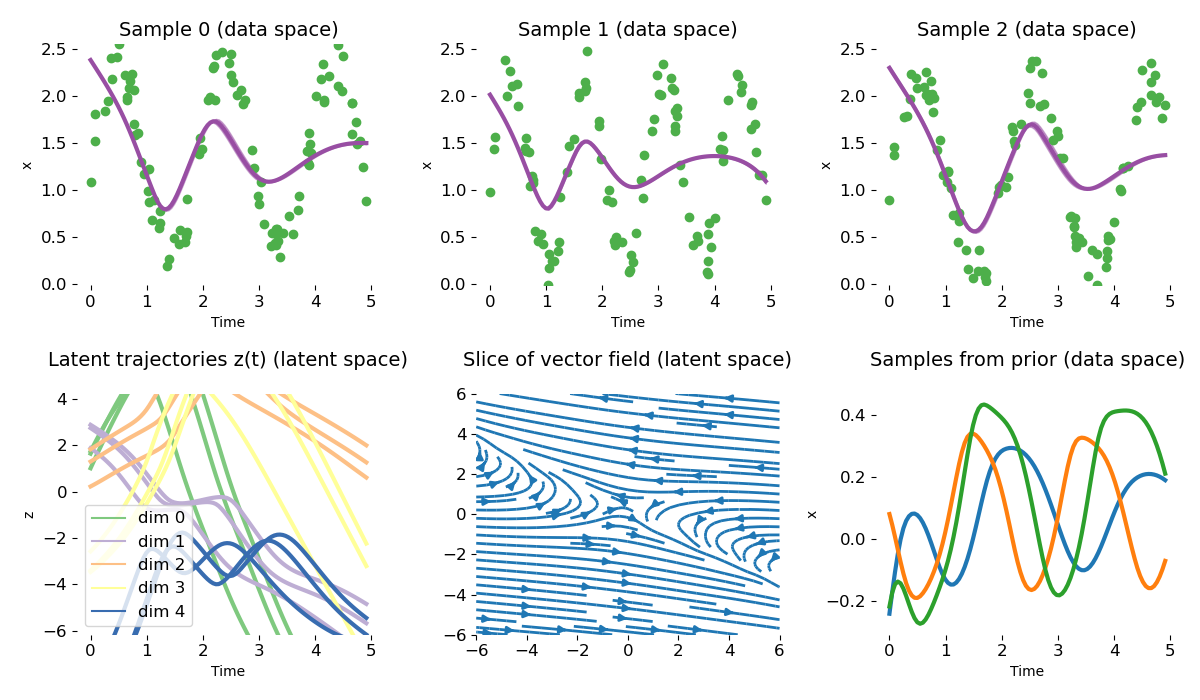 Sample 0 (data space)
2.5
2.0
1.5
1.0
0.5
0.0
x
0 1 2 3 4 5
Time
Sample 1 (data space)
2.5
2.0
1.5
1.0
0.5
0.0
x
0 1 2 3 4 5
Time
Sample 2 (data space)
2.5
2.0
1.5
1.0
0.5
0.0
x
0 1 2 3 4 5
Time
Latent trajectories z(t) (latent space)
4
2
0
−2
−4
−6
z
dim 0
dim 1
dim 2
dim 3
dim 4
0 1 2 3 4 5
Time
Slice of vector field (latent space)
6
4
2
0
−2
−4
−6
−6 −4 −2 0 2 4 6
Samples from prior (data space)
0.4
0.2
0.0
−0.2
x
0 1 2 3 4 5
Time